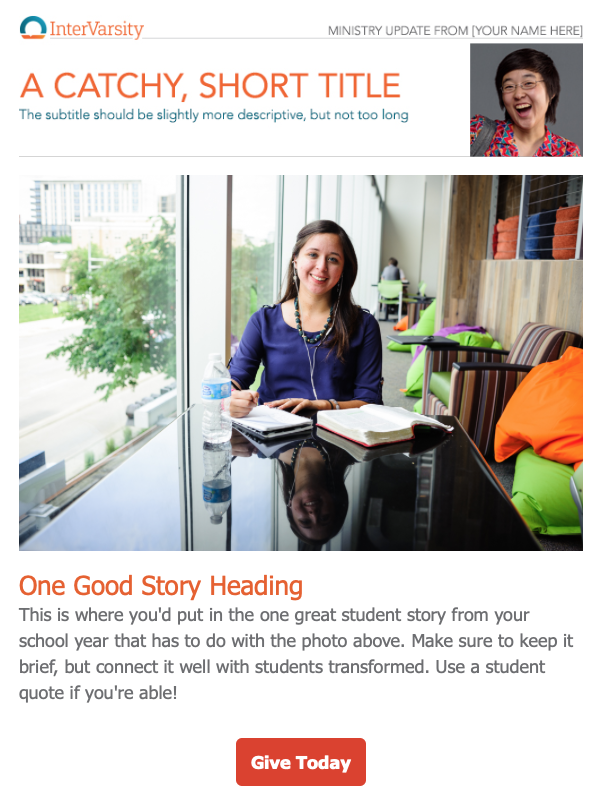 InterVarsity
MINISTRY UPDATE FROM [YOUR NAME HERE]
A CATCHY, SHORT TITLE
The subtitle should be slightly more descriptive, but not too long
One Good Story Heading
This is where you'd put in the one great student story from your
school year that has to do with the photo above. Make sure to keep it
brief, but connect it well with students transformed. Use a student
quote if you're able!
Give Today